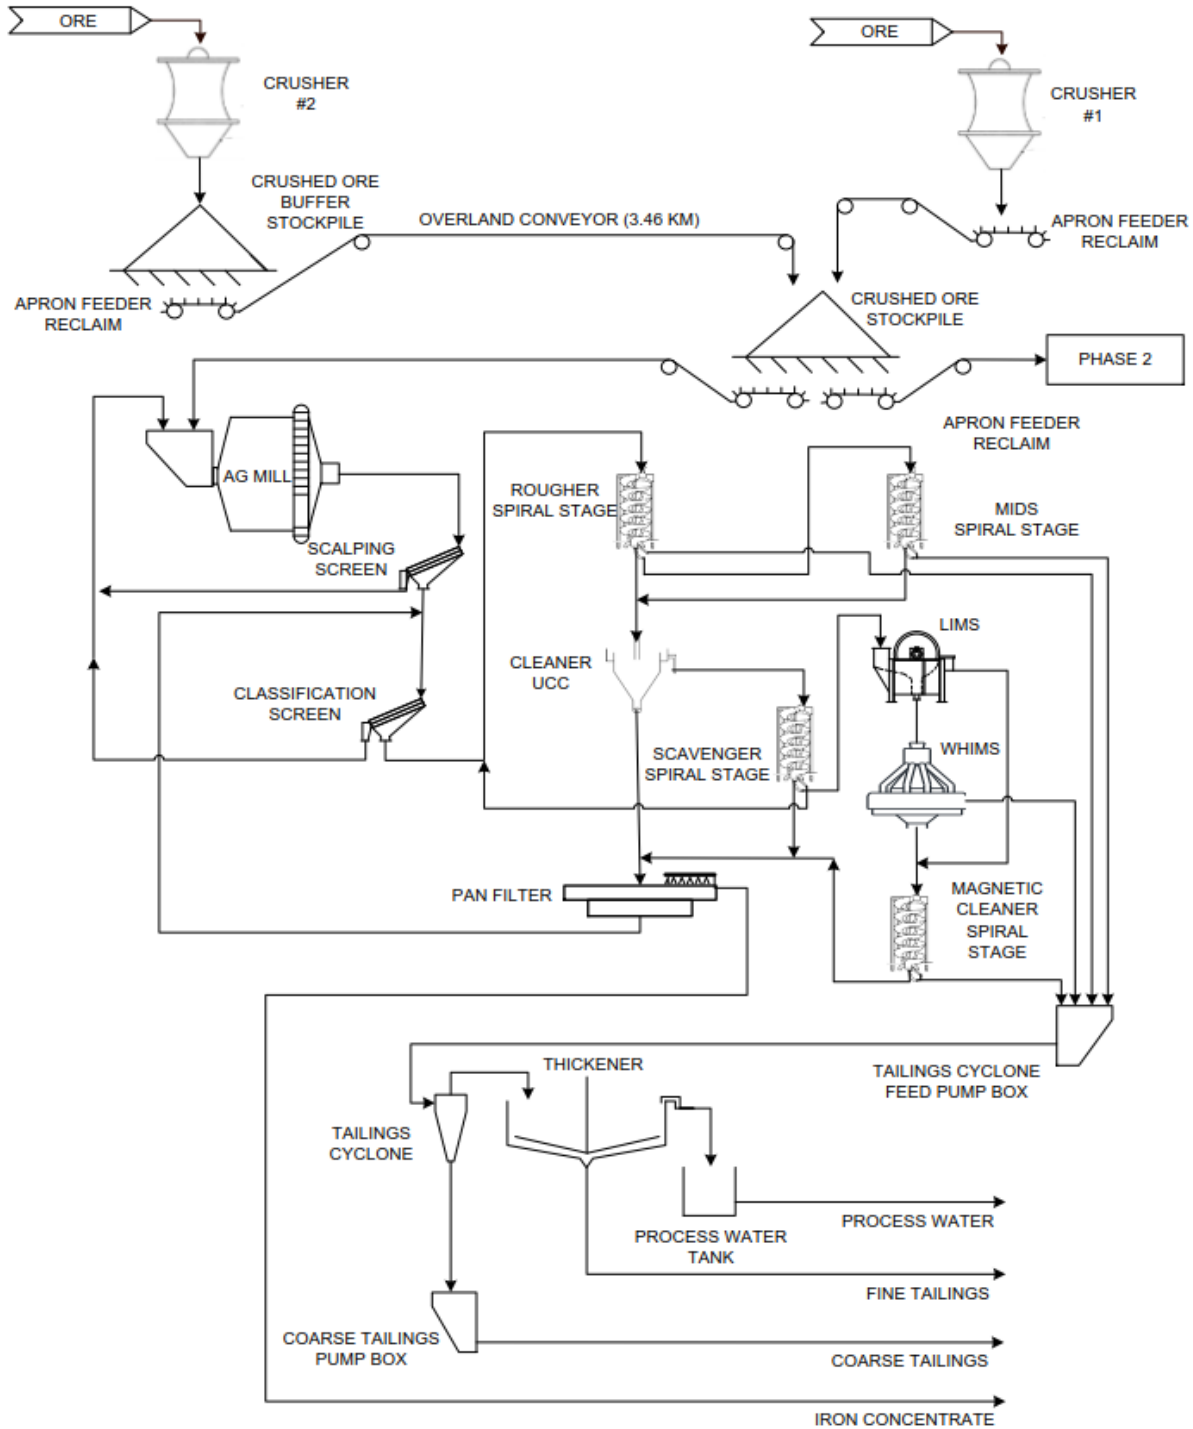 ORE
ORE
CRUSHER
#2
CRUSHER
#1
CRUSHED ORE
BUFFER
STOCKPILE
OVERLAND CONVEYOR (3.46 KM)
APRON FEEDER
RECLAIM
APRON FEEDER
RECLAIM
CRUSHED ORE
STOCKPILE
PHASE 2
APRON FEEDER
RECLAIM
AG MILL
ROUGHER
SPIRAL STAGE
MIDS
SPIRAL STAGE
SCALPING
SCREEN
LIMS
CLEANER
UCC
CLASSIFICATION
SCREEN
SCAVENGER
SPIRAL STAGE
WHIMS
PAN FILTER
MAGNETIC
CLEANER
SPIRAL
STAGE
THICKENER
TAILINGS CYCLONE
FEED PUMP BOX
TAILINGS
CYCLONE
PROCESS WATER
PROCESS WATER
TANK
FINE TAILINGS
COARSE TAILINGS
PUMP BOX
COARSE TAILINGS
IRON CONCENTRATE